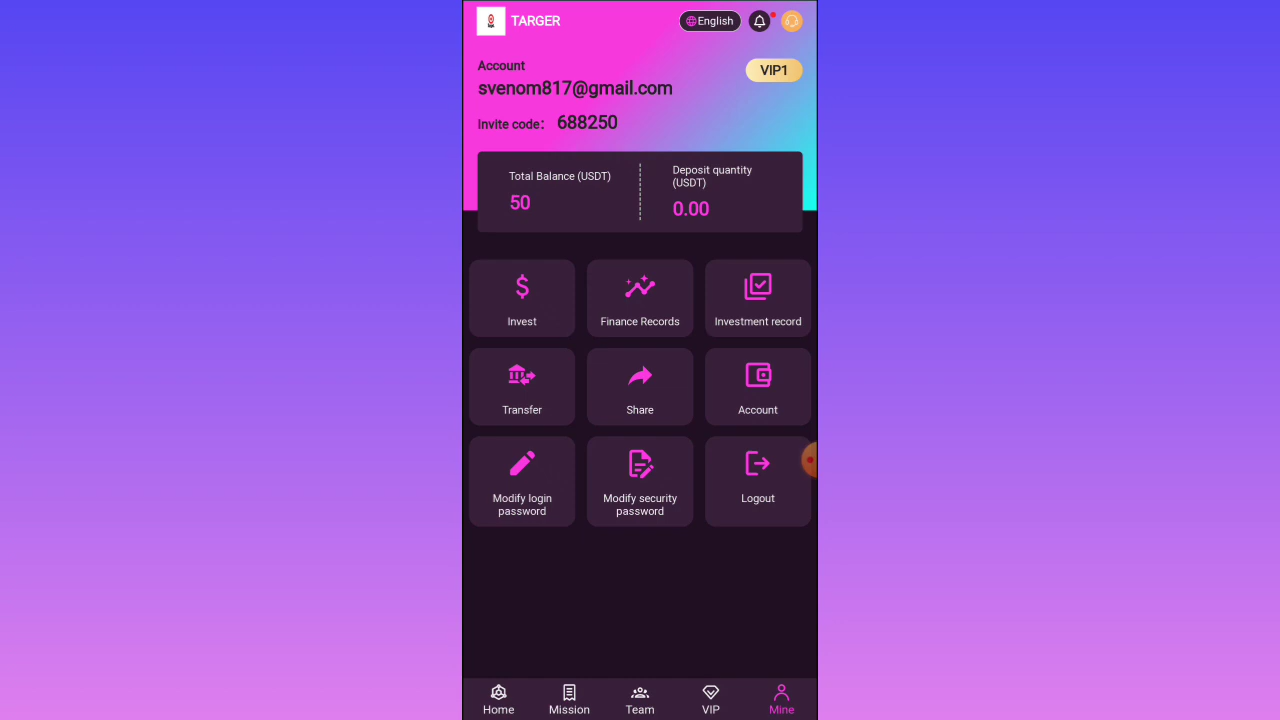 TARGER
English
Account
VIP1
svenom817@gmail.com
Invite code： 688250
Total Balance (USDT)
50
Deposit quantity
(USDT)
0.00
Invest
Finance Records
Investment record
Transfer
Share
Account
Modify login
password
Modify security
password
Logout
Home
Mission
Team
VIP
Mine